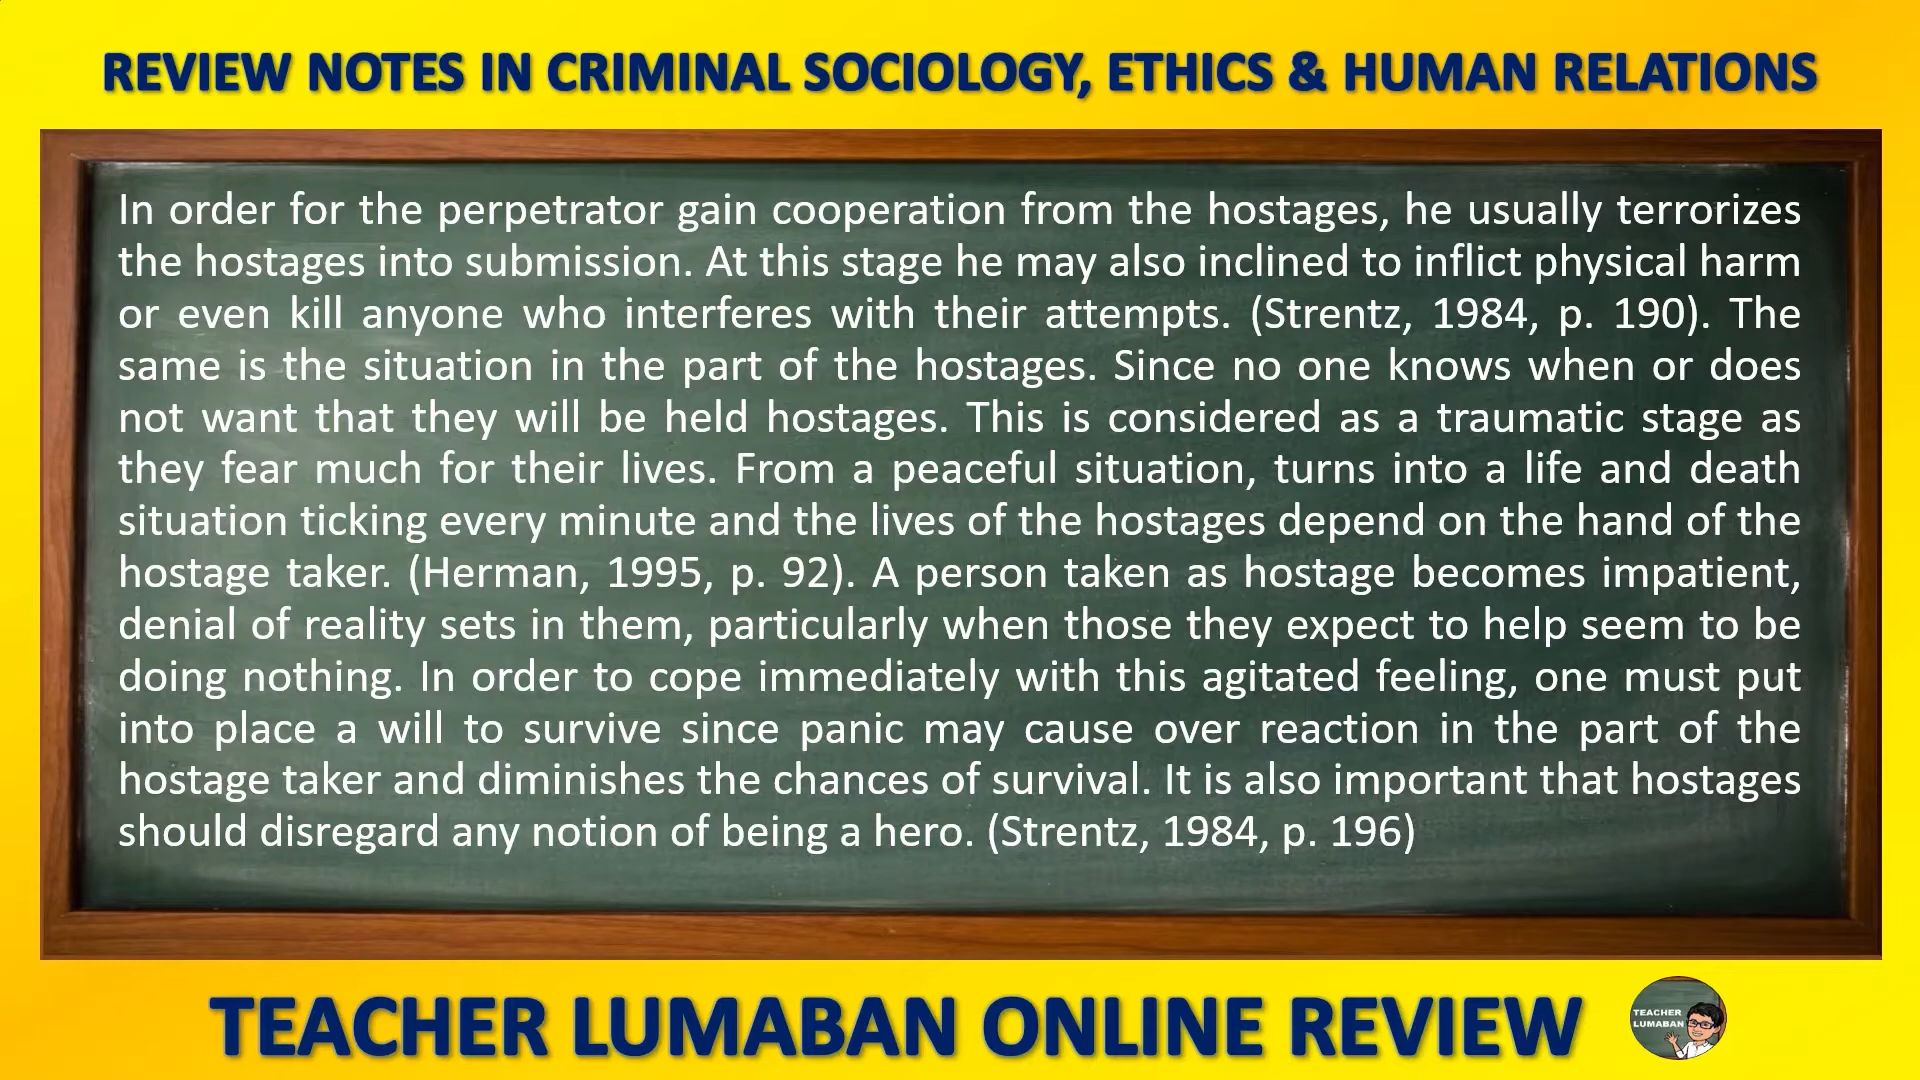 REVIEW NOTES IN CRIMINAL SOCIOLOGY, ETHICS & HUMAN RELATIONS
In order for the perpetrator gain cooperation from the hostages, he usually terrorizes
the hostages into submission. At this stage he may also inclined to inflict physical harm
or even kill anyone who interferes with their attempts. (Strentz, 1984, p. 190). The
same is the situation in the part of the hostages. Since no one knows when or does
not want that they will be held hostages. This is considered as a traumatic stage as
they fear much for their lives. From a peaceful situation, turns into a life and death
situation ticking every minute and the lives of the hostages depend on the hand of the
hostage taker. (Herman, 1995, p. 92). A person taken as hostage becomes impatient,
denial of reality sets in them, particularly when those they expect to help seem to be
doing nothing. In order to cope immediately with this agitated feeling, one must put
into place a will to survive since panic may cause over reaction in the part of the
hostage taker and diminishes the chances of survival. It is also important that hostages
should disregard any notion of being a hero. (Strentz, 1984, p. 196)
TEACHER LUMABAN ONLINE REVIEW
TEACHER
LUMABAN